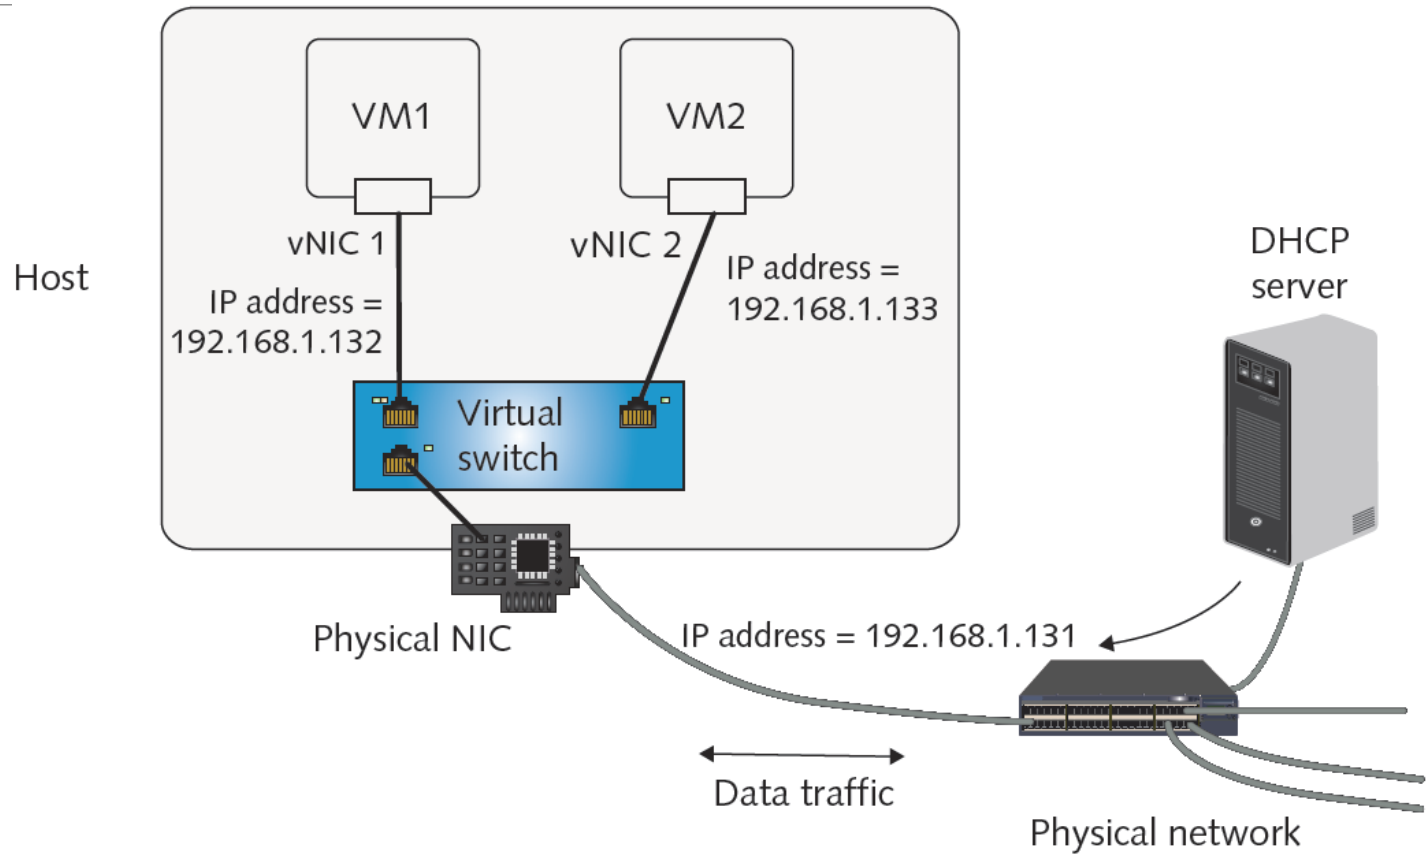 VM1
VM2
vNIC 1
vNIC 2
IP address =
192.168.1.132
IP address =
192.168.1.133
Host
DHCP
server
Virtual
switch
Physical NIC
IP address = 192.168.1.131
Data traffic
Physical network